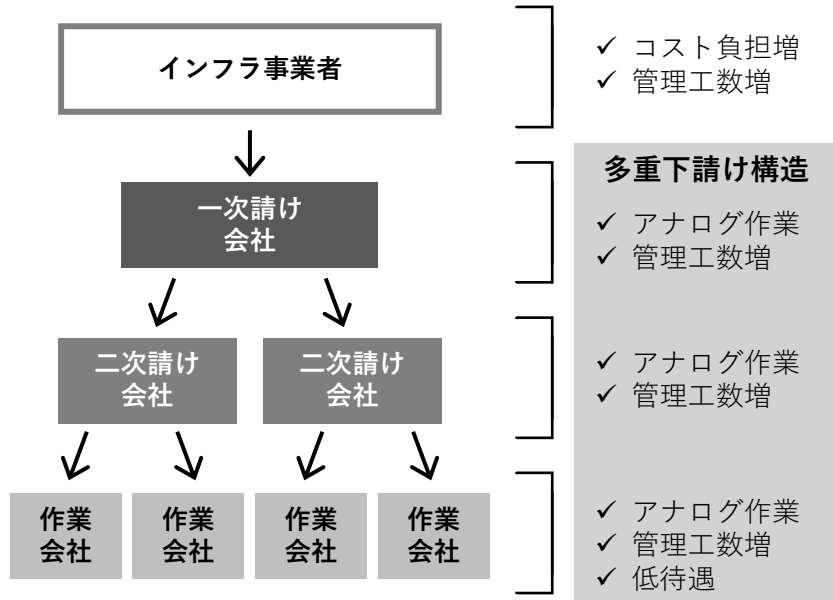 インフラ事業者
✓ コスト負担増
✓ 管理工数増
多重下請け構造
一次請け
会社
✓ アナログ作業
✓ 管理工数増
二次請け
会社
二次請け
会社
✓ アナログ作業
✓ 管理工数増
作業
会社
作業
会社
作業
会社
作業
会社
✓ アナログ作業
✓ 管理工数増
✓ 低待遇